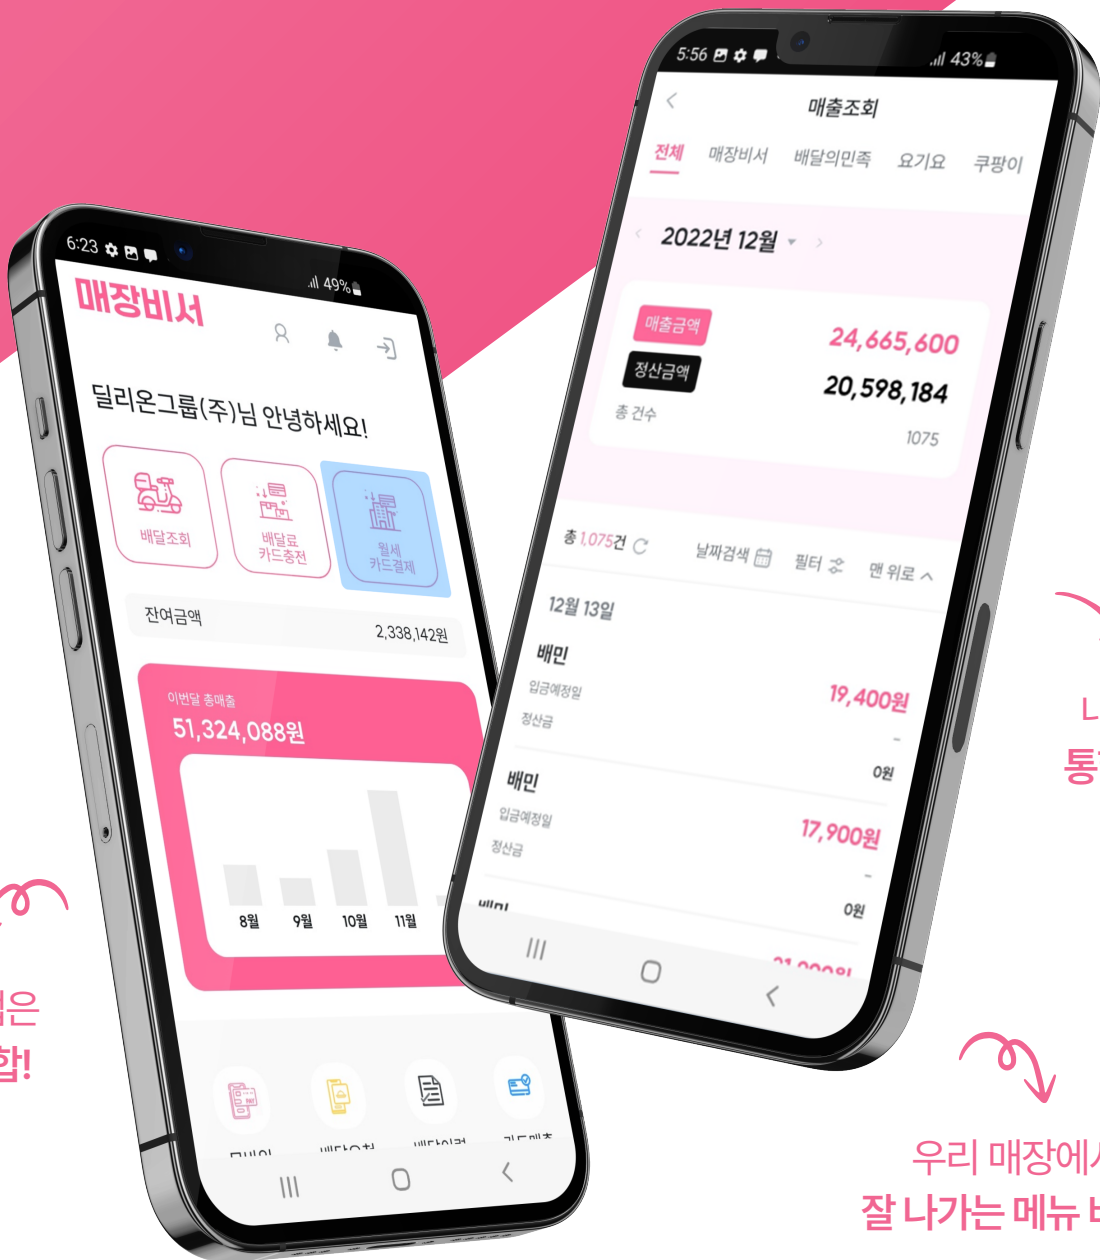 6:23
49%
매장비서
딜리온그룹(주)님 안녕하세요!
배달조회
배달료
카드충전
월세
카드결제
잔여금액
2,338,142원
이번달 총매출
51,324,088원
8월 9월 10월 11월
5:56
43%
매출조회
전체 매장비서 배달의민족 요기요 쿠팡이
2022년 12월
매출금액
24,665,600
정산금액
20,598,184
총 건수
1075
총 1,075건
날짜검색
필터
맨 위로
12월 13일
배민
19,400원
입금예정일
-
정산금
0원
배민
17,900원
입금예정일
-
정산금
0원
우리 매장에서
잘 나가는 메뉴